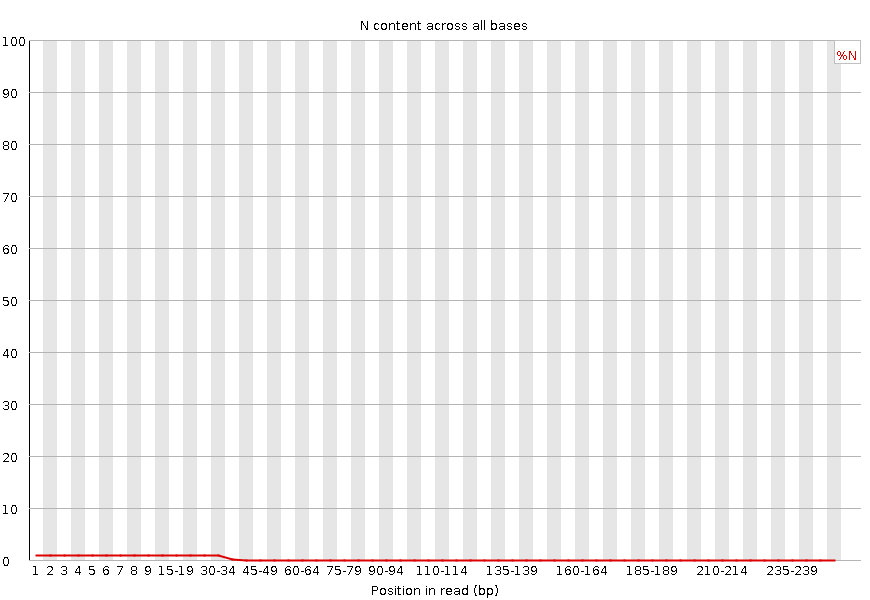 N content across all bases
100
%N
90
80
70
60
50
40
30
20
10
0
1 2 3 4 5 6 7 8 9 15-19 30-34 45-49 60-64 75-79 90-94 110-114 135-139 160-164 185-189 210-214 235-239
Position in read (bp)